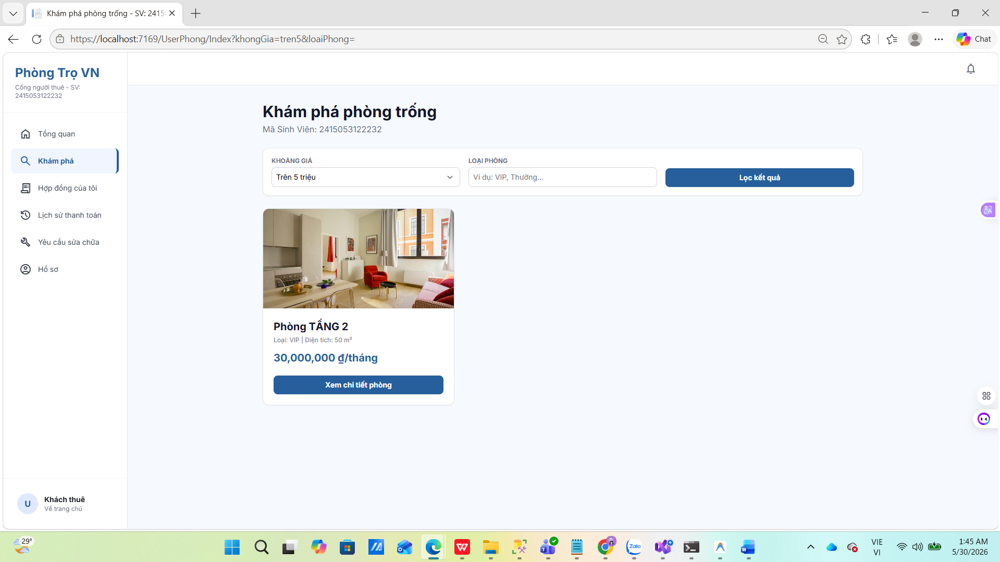 Khám phá phòng trống - SV: 2415
https://localhost:7169/UserPhong/Index?khongGia=tren5&loaiPhong=
Chat
Phòng Trọ VN
Cổng người thuê - SV:
2415053122232
Tổng quan
Khám phá
Hợp đồng của tôi
Lịch sử thanh toán
Yêu cầu sửa chữa
Hồ sơ
Khách thuê
U
Về trang chủ
Khám phá phòng trống
Mã Sinh Viên: 2415053122232
KHOẢNG GIÁ
LOẠI PHÒNG
Trên 5 triệu
Ví dụ: VIP, Thường...
Lọc kết quả
Phòng TẦNG 2
Loại: VIP | Diện tích: 50 m²
30,000,000 ₫/tháng
Xem chi tiết phòng
29°
Zalo
VIE
VI
1:45 AM
5/30/2026